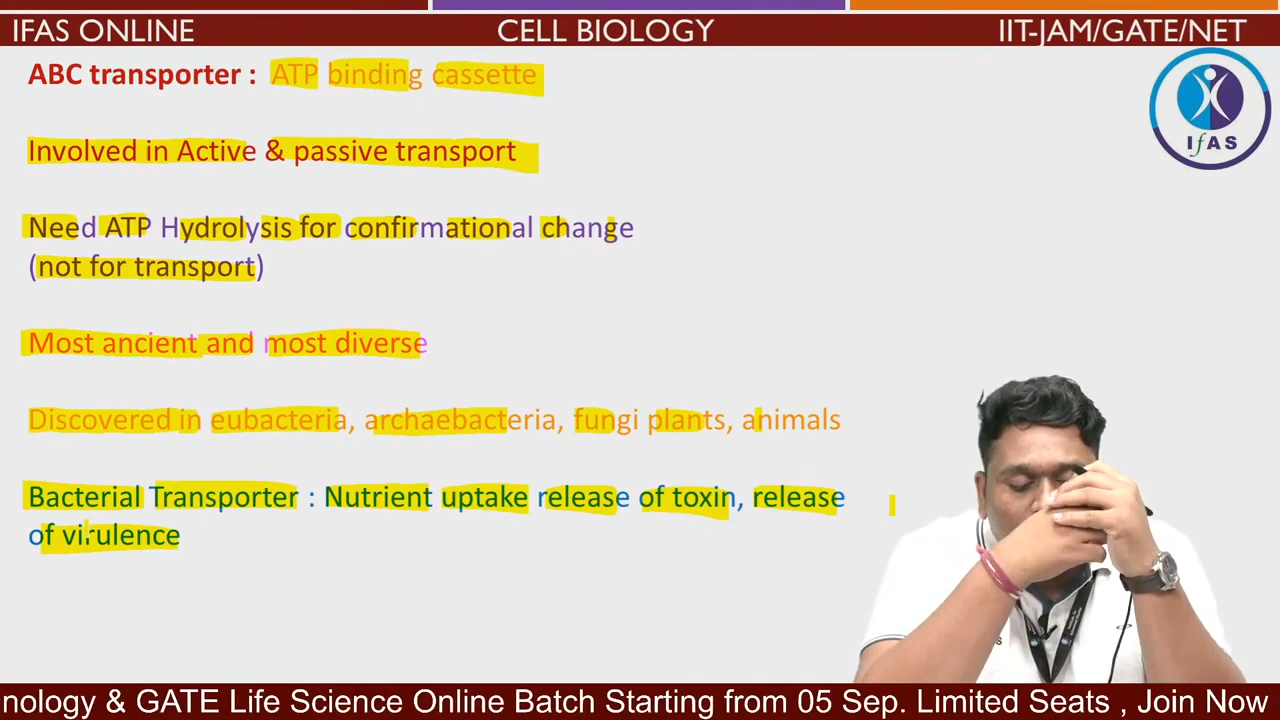 IFAS ONLINE CELL BIOLOGY IIT-JAM/GATE/NET
ABC transporter : ATP binding cassette
IfAS
Involved in Active & passive transport
Need ATP Hydrolysis for confirmational change
(not for transport)
Most ancient and most diverse
Discovered in eubacteria, archaebacteria, fungi plants, animals
Bacterial Transporter : Nutrient uptake release of toxin, release
of virulence
nology & GATE Life Science Online Batch Starting from 05 Sep. Limited Seats , Join Now